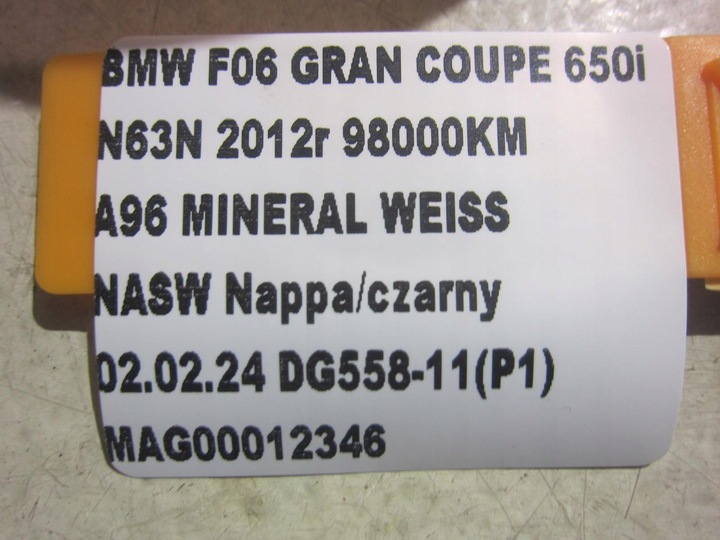 BMW F06 GRAN COUPE 650i
N63N 2012r 98000KM
A96 MINERAL WEISS
NASW Nappa/czarny
02.02.24 DG558-11(P1)
MAG00012346